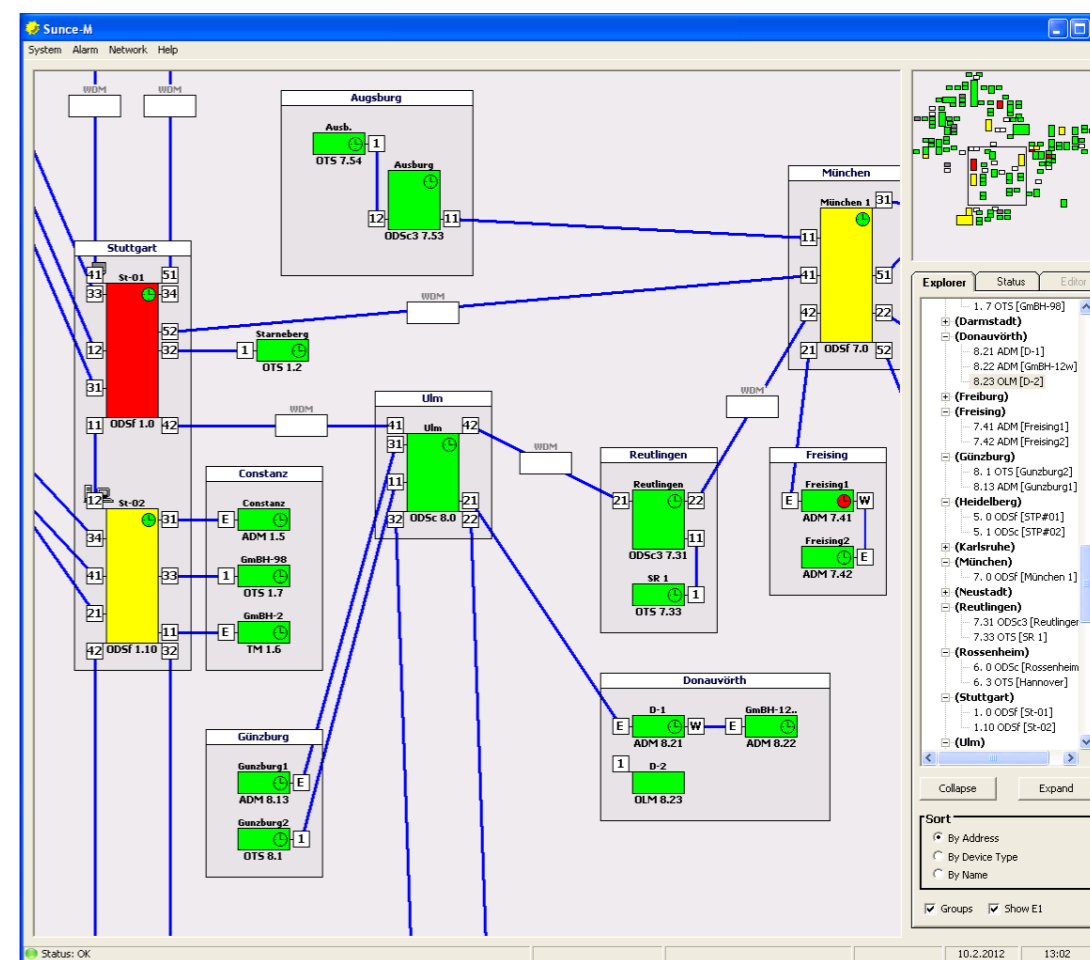 Sunce-M
System Alarm Network Help
WDM
WDM
Augsburg
Ausb.
1
OTS 7.54
Ausburg
12
11
ODSc3 7.53
München
München 1
31
11
41
51
42
22
21
ODSf 7.0
52
Stuttgart
41
St-01
51
33
34
52
12
32
31
11
ODSf 1.0
42
WDM
Starneberg
1
OTS 1.2
WDM
Ulm
41
Ulm
42
31
11
21
32
ODSc 8.0
22
WDM
WDM
12
St-02
31
34
41
33
21
11
42
ODSf 1.10
32
Constanz
Constanz
E
ADM 1.5
GmBH-98
1
OTS 1.7
GmBH-2
E
TM 1.6
Reutlingen
Reutlingen
21
22
11
ODSc3 7.31
SR 1
1
OTS 7.33
Freising
Freising1
E
W
ADM 7.41
Freising2
E
ADM 7.42
Günzburg
Gunzburg1
E
ADM 8.13
Gunzburg2
1
OTS 8.1
Donauvörth
D-1
GmBH-12..
E
W
E
ADM 8.21
ADM 8.22
1
D-2
OLM 8.23
Explorer Status Editor
1. 7 OTS [GmBH-98]
(Darmstadt)
(Donauvörth)
8.21 ADM [D-1]
8.22 ADM [GmBH-12w]
8.23 OLM [D-2]
(Freiburg)
(Freising)
7.41 ADM [Freising1]
7.42 ADM [Freising2]
(Günzburg)
8. 1 OTS [Gunzburg2]
8.13 ADM [Gunzburg1]
(Heidelberg)
5. 0 ODSf [STP#01]
5. 1 ODSc [STP#02]
(Karlsruhe)
(München)
7. 0 ODSf [München 1]
(Neustadt)
(Reutlingen)
7.31 ODSc3 [Reutlinger
7.33 OTS [SR 1]
(Rossenheim)
6. 0 ODSc [Rossenheim
6. 3 OTS [Hannover]
(Stuttgart)
1. 0 ODSf [St-01]
1.10 ODSf [St-02]
(Ulm)
Collapse Expand
Sort
By Address
By Device Type
By Name
Groups Show E1
Status: OK
10.2.2012 13:02